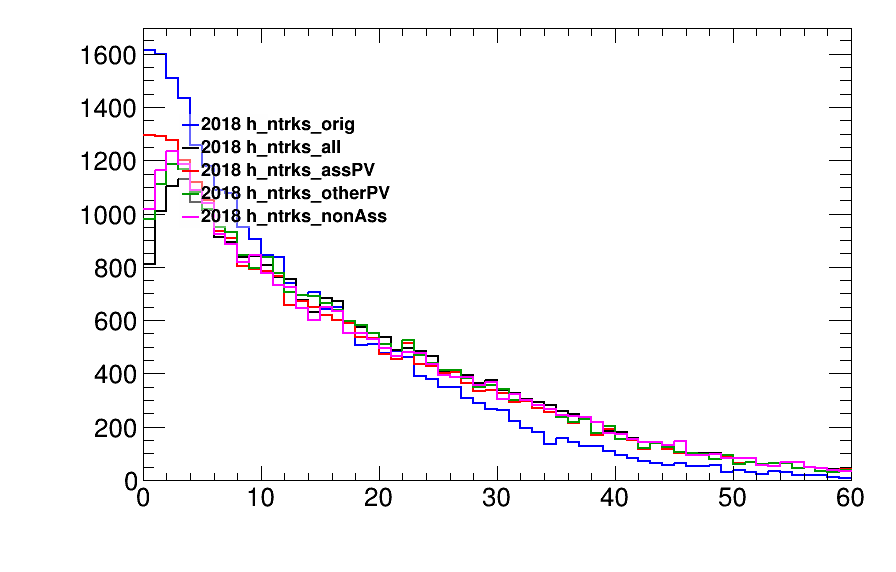 1600
1400
1200
1000
800
600
400
200
0
0 10 20 30 40 50 60
2018 h_ntrks_orig
2018 h_ntrks_all
2018 h_ntrks_assPV
2018 h_ntrks_otherPV
2018 h_ntrks_nonAss